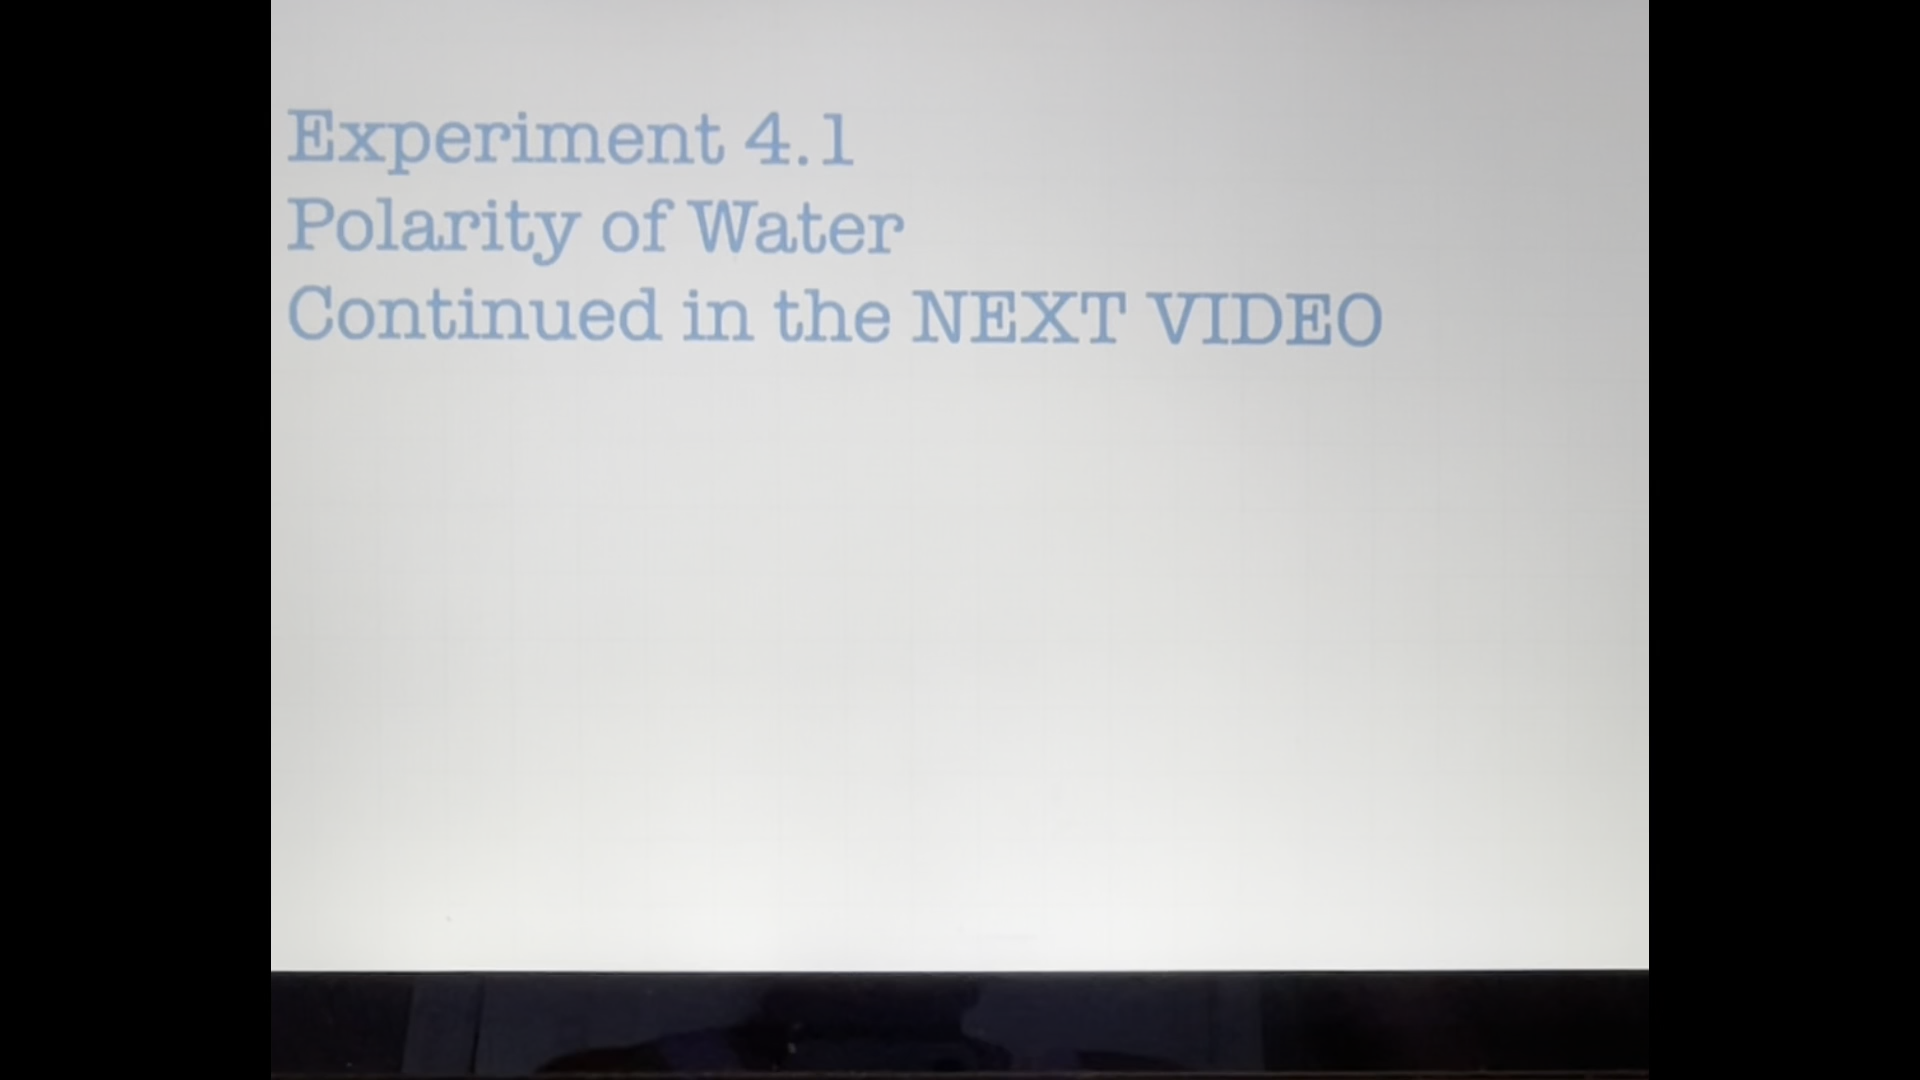 Experiment 4.1
Polarity of Water
Continued in the NEXT VIDEO